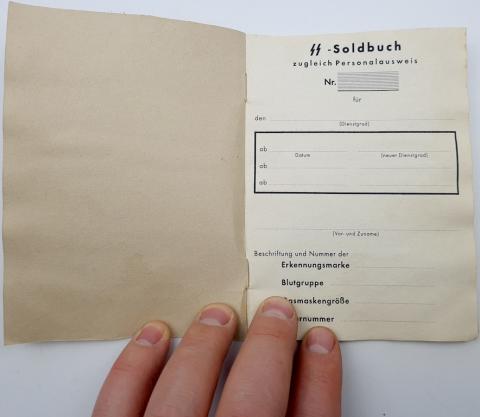 ᛋᛋ -Soldbuch
zugleich Personalausweis
Nr.
für
den
(Dienstgrad)
ab
Datum (neuer Dienstgrad)
ab
ab
(Vor- und Zuname)
Beschriftung und Nummer der
Erkennungsmarke
Blutgruppe
Gasmaskengröße